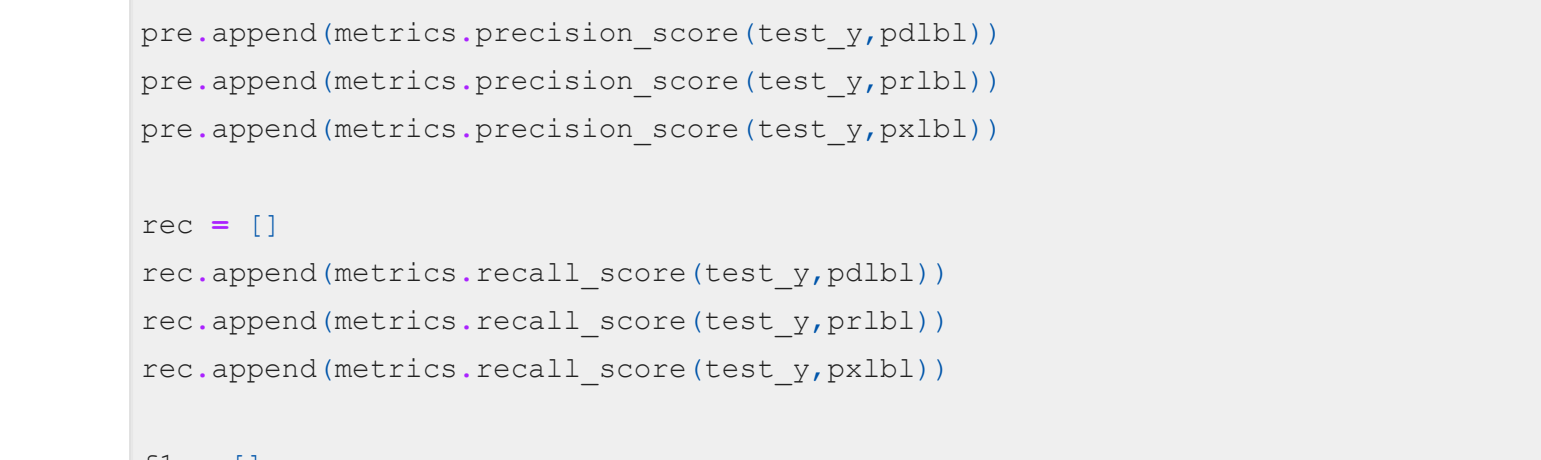 pre.append(metrics.precision_score(test_y,pdlbl))
pre.append(metrics.precision_score(test_y,prlbl))
pre.append(metrics.precision_score(test_y,pxlbl))
rec = []
rec.append(metrics.recall_score(test_y,pdlbl))
rec.append(metrics.recall_score(test_y,prlbl))
rec.append(metrics.recall_score(test_y,pxlbl))